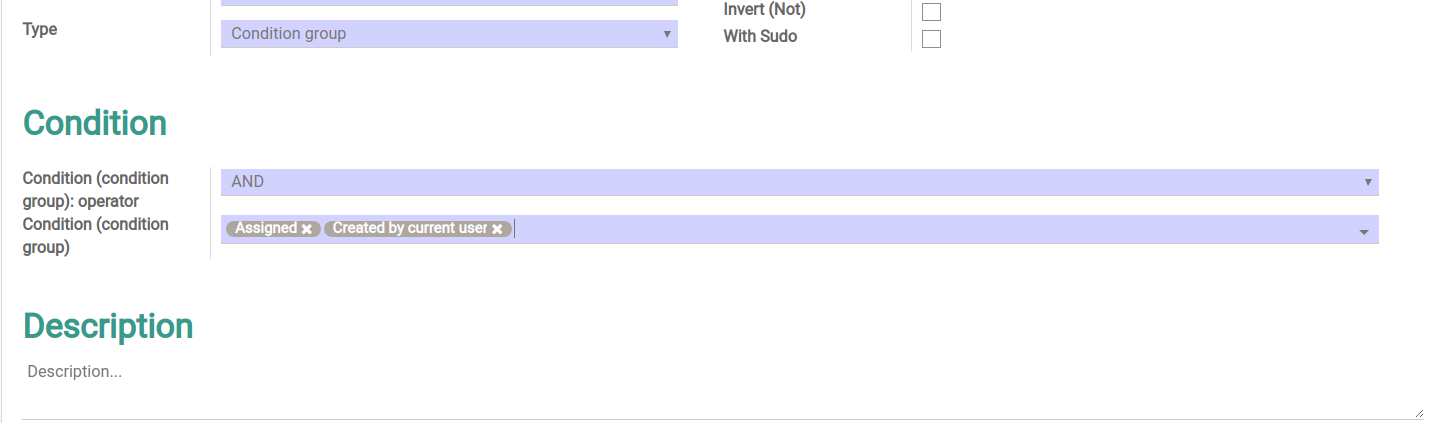 Invert (Not)
Type
Condition group
With Sudo
Condition
Condition (condition
group): operator
AND
Condition (condition
group)
Assigned
Created by current user
Description
Description...